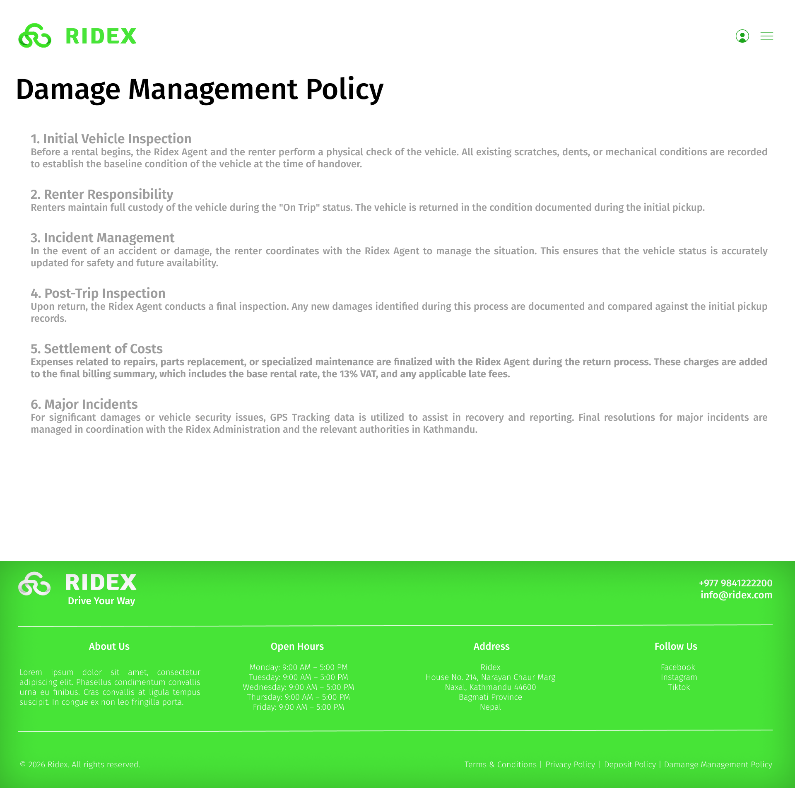 RIDEX
Damage Management Policy
1. Initial Vehicle Inspection
Before a rental begins, the Ridex Agent and the renter perform a physical check of the vehicle. All existing scratches, dents, or mechanical conditions are recorded
to establish the baseline condition of the vehicle at the time of handover.
2. Renter Responsibility
Renters maintain full custody of the vehicle during the "On Trip" status. The vehicle is returned in the condition documented during the initial pickup.
3. Incident Management
In the event of an accident or damage, the renter coordinates with the Ridex Agent to manage the situation. This ensures that the vehicle status is accurately
updated for safety and future availability.
4. Post-Trip Inspection
Upon return, the Ridex Agent conducts a final inspection. Any new damages identified during this process are documented and compared against the initial pickup
records.
5. Settlement of Costs
Expenses related to repairs, parts replacement, or specialized maintenance are finalized with the Ridex Agent during the return process. These charges are added
to the final billing summary, which includes the base rental rate, the 13% VAT, and any applicable late fees.
6. Major Incidents
For significant damages or vehicle security issues, GPS Tracking data is utilized to assist in recovery and reporting. Final resolutions for major incidents are
managed in coordination with the Ridex Administration and the relevant authorities in Kathmandu.
RIDEX
Drive Your Way
+977 9841222200
info@ridex.com
About Us
Lorem ipsum dolor sit amet, consectetur
adipiscing elit. Phasellus condimentum convallis
urna eu finibus. Cras convallis at ligula tempus
suscipit. In congue ex non leo fringilla porta.
Open Hours
Monday: 9:00 AM – 5:00 PM
Tuesday: 9:00 AM – 5:00 PM
Wednesday: 9:00 AM – 5:00 PM
Thursday: 9:00 AM – 5:00 PM
Friday: 9:00 AM – 5:00 PM
Address
Ridex
House No. 214, Narayan Chaur Marg
Naxal, Kathmandu 44600
Bagmati Province
Nepal
Follow Us
Facebook
Instagram
Tiktok
© 2026 Ridex. All rights reserved.
Terms & Conditions | Privacy Policy | Deposit Policy | Damange Management Policy